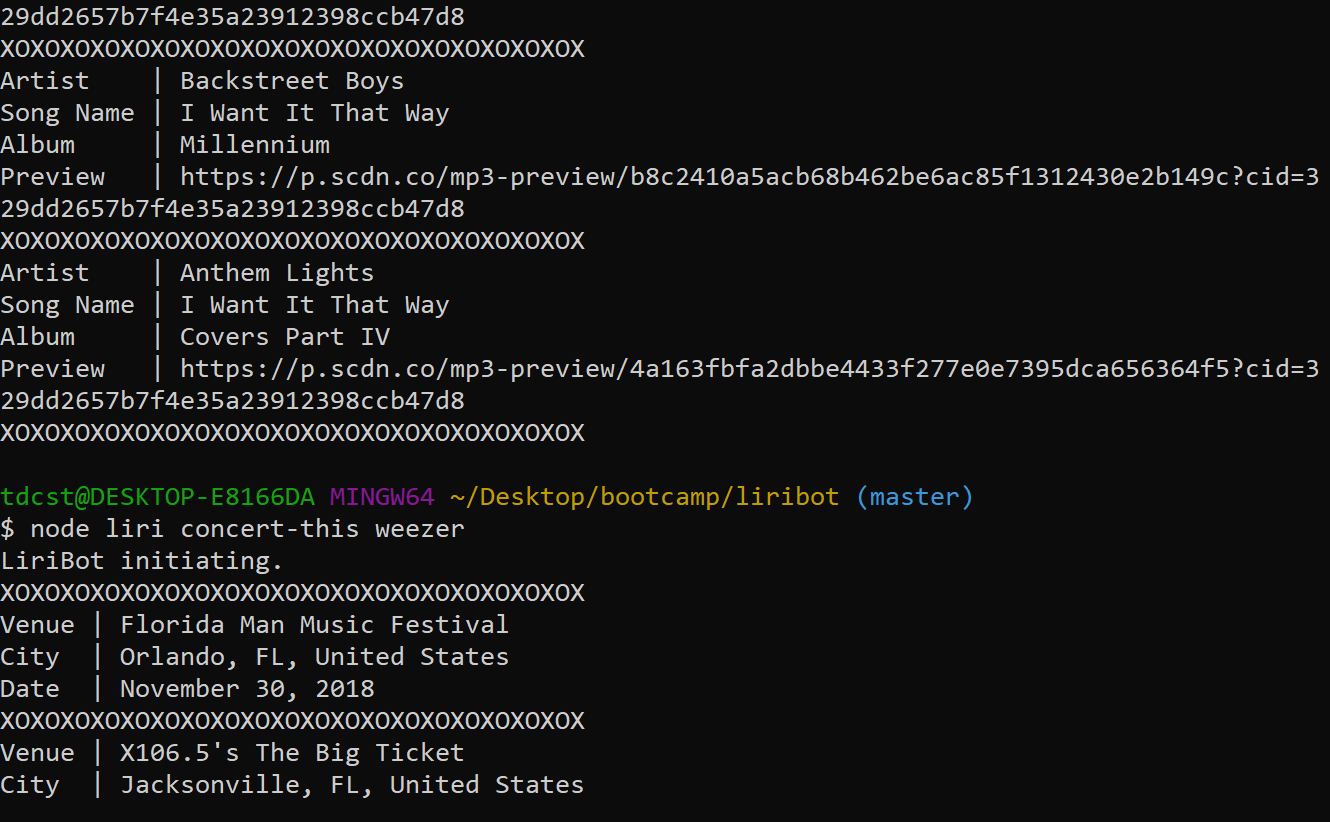 29dd2657b7f4e35a23912398ccb47d8
XOXOXOXOXOXOXOXOXOXOXOXOXOXOXOXOXOXOXOX
Artist    | Backstreet Boys
Song Name | I Want It That Way
Album     | Millennium
Preview   | https://p.scdn.co/mp3-preview/b8c2410a5acb68b462be6ac85f1312430e2b149c?cid=3
29dd2657b7f4e35a23912398ccb47d8
XOXOXOXOXOXOXOXOXOXOXOXOXOXOXOXOXOXOXOX
Artist    | Anthem Lights
Song Name | I Want It That Way
Album     | Covers Part IV
Preview   | https://p.scdn.co/mp3-preview/4a163fbfa2dbbe4433f277e0e7395dca656364f5?cid=3
29dd2657b7f4e35a23912398ccb47d8
XOXOXOXOXOXOXOXOXOXOXOXOXOXOXOXOXOXOXOX
tdcst@DESKTOP-E8166DA MINGW64 ~/Desktop/bootcamp/liribot (master)
$ node liri concert-this weezer
LiriBot initiating.
XOXOXOXOXOXOXOXOXOXOXOXOXOXOXOXOXOXOXOX
Venue | Florida Man Music Festival
City  | Orlando, FL, United States
Date  | November 30, 2018
XOXOXOXOXOXOXOXOXOXOXOXOXOXOXOXOXOXOXOX
Venue | X106.5's The Big Ticket
City  | Jacksonville, FL, United States